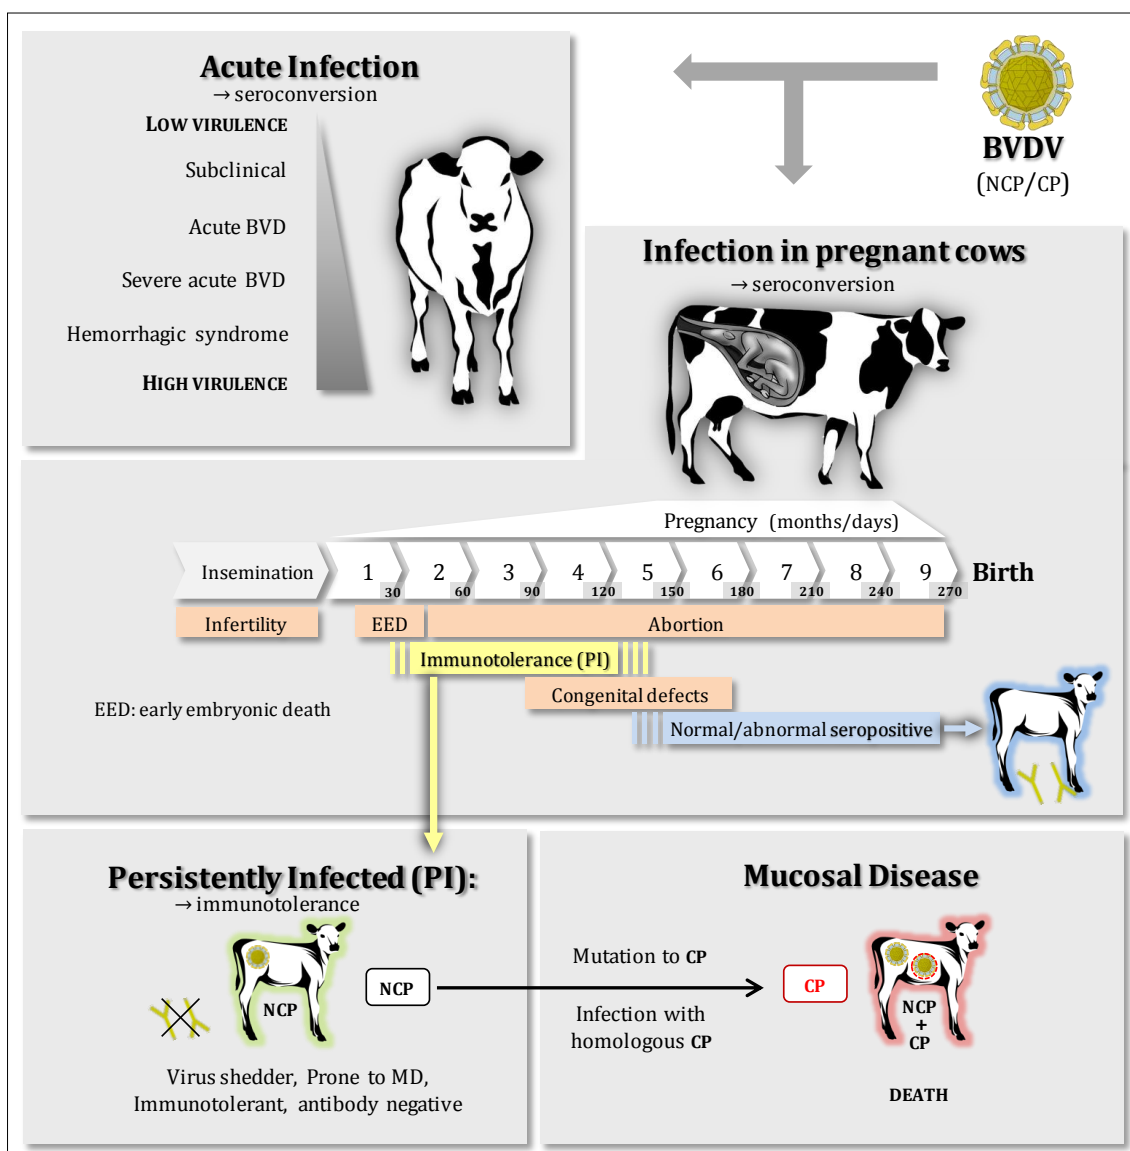 Acute Infection
→ seroconversion
LOW VIRULENCE
Subclinical
Acute BVD
Severe acute BVD
Hemorrhagic syndrome
HIGH VIRULENCE
BVDV
(NCP/CP)
Infection in pregnant cows
→ seroconversion
Pregnancy (months/days)
Insemination 1 2 3 4 5 6 7 8 9 Birth
30 60 90 120 150 180 210 240 270
Infertility EED Abortion
Immunotolerance (PI)
Congenital defects
EED: early embryonic death
Normal/abnormal seropositive
Persistently Infected (PI):
→ immunotolerance
NCP
NCP
Virus shedder, Prone to MD,
Immunotolerant, antibody negative
Mucosal Disease
Mutation to CP
Infection with
homologous CP
CP
NCP
+
CP
DEATH